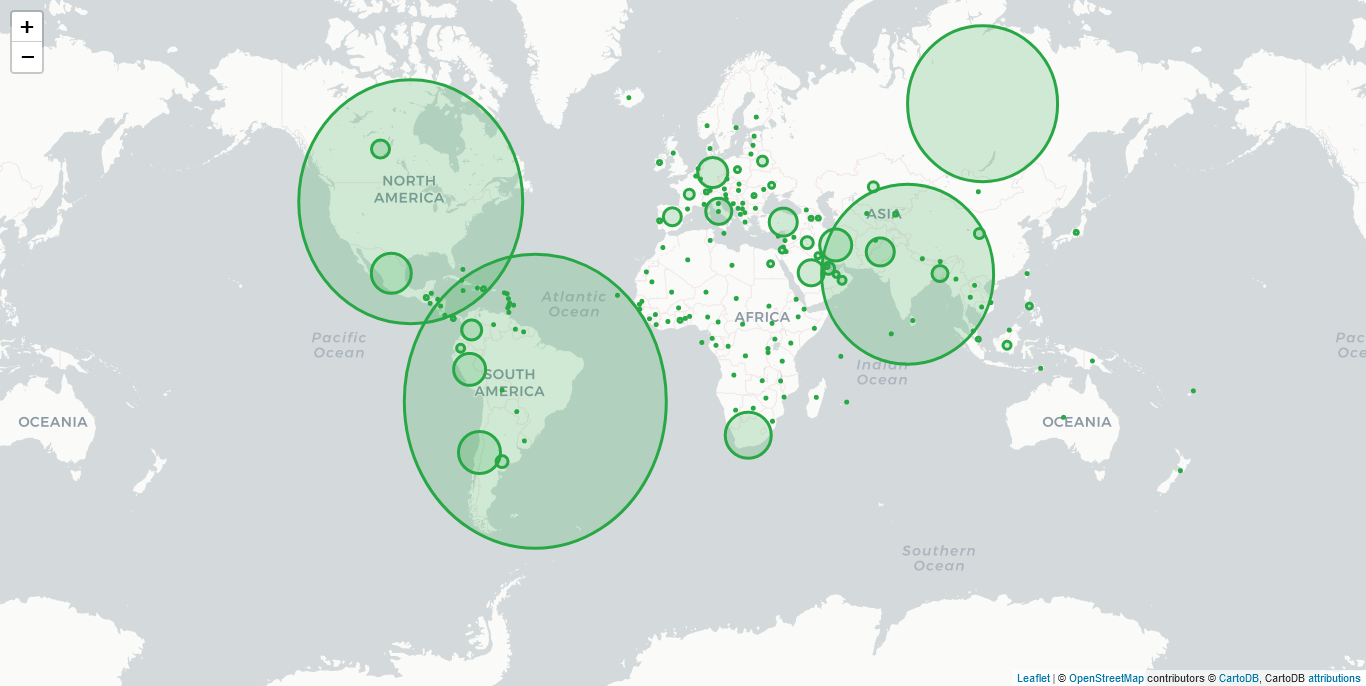 +
−
NORTH
AMERICA
ASIA
Atlantic
Ocean
AFRICA
Pacific
Ocean
Pac
Oce
Indian
Ocean
SOUTH
AMERICA
OCEANIA
OCEANIA
Southern
Ocean
Leaflet | © OpenStreetMap contributors © CartoDB, CartoDB attributions